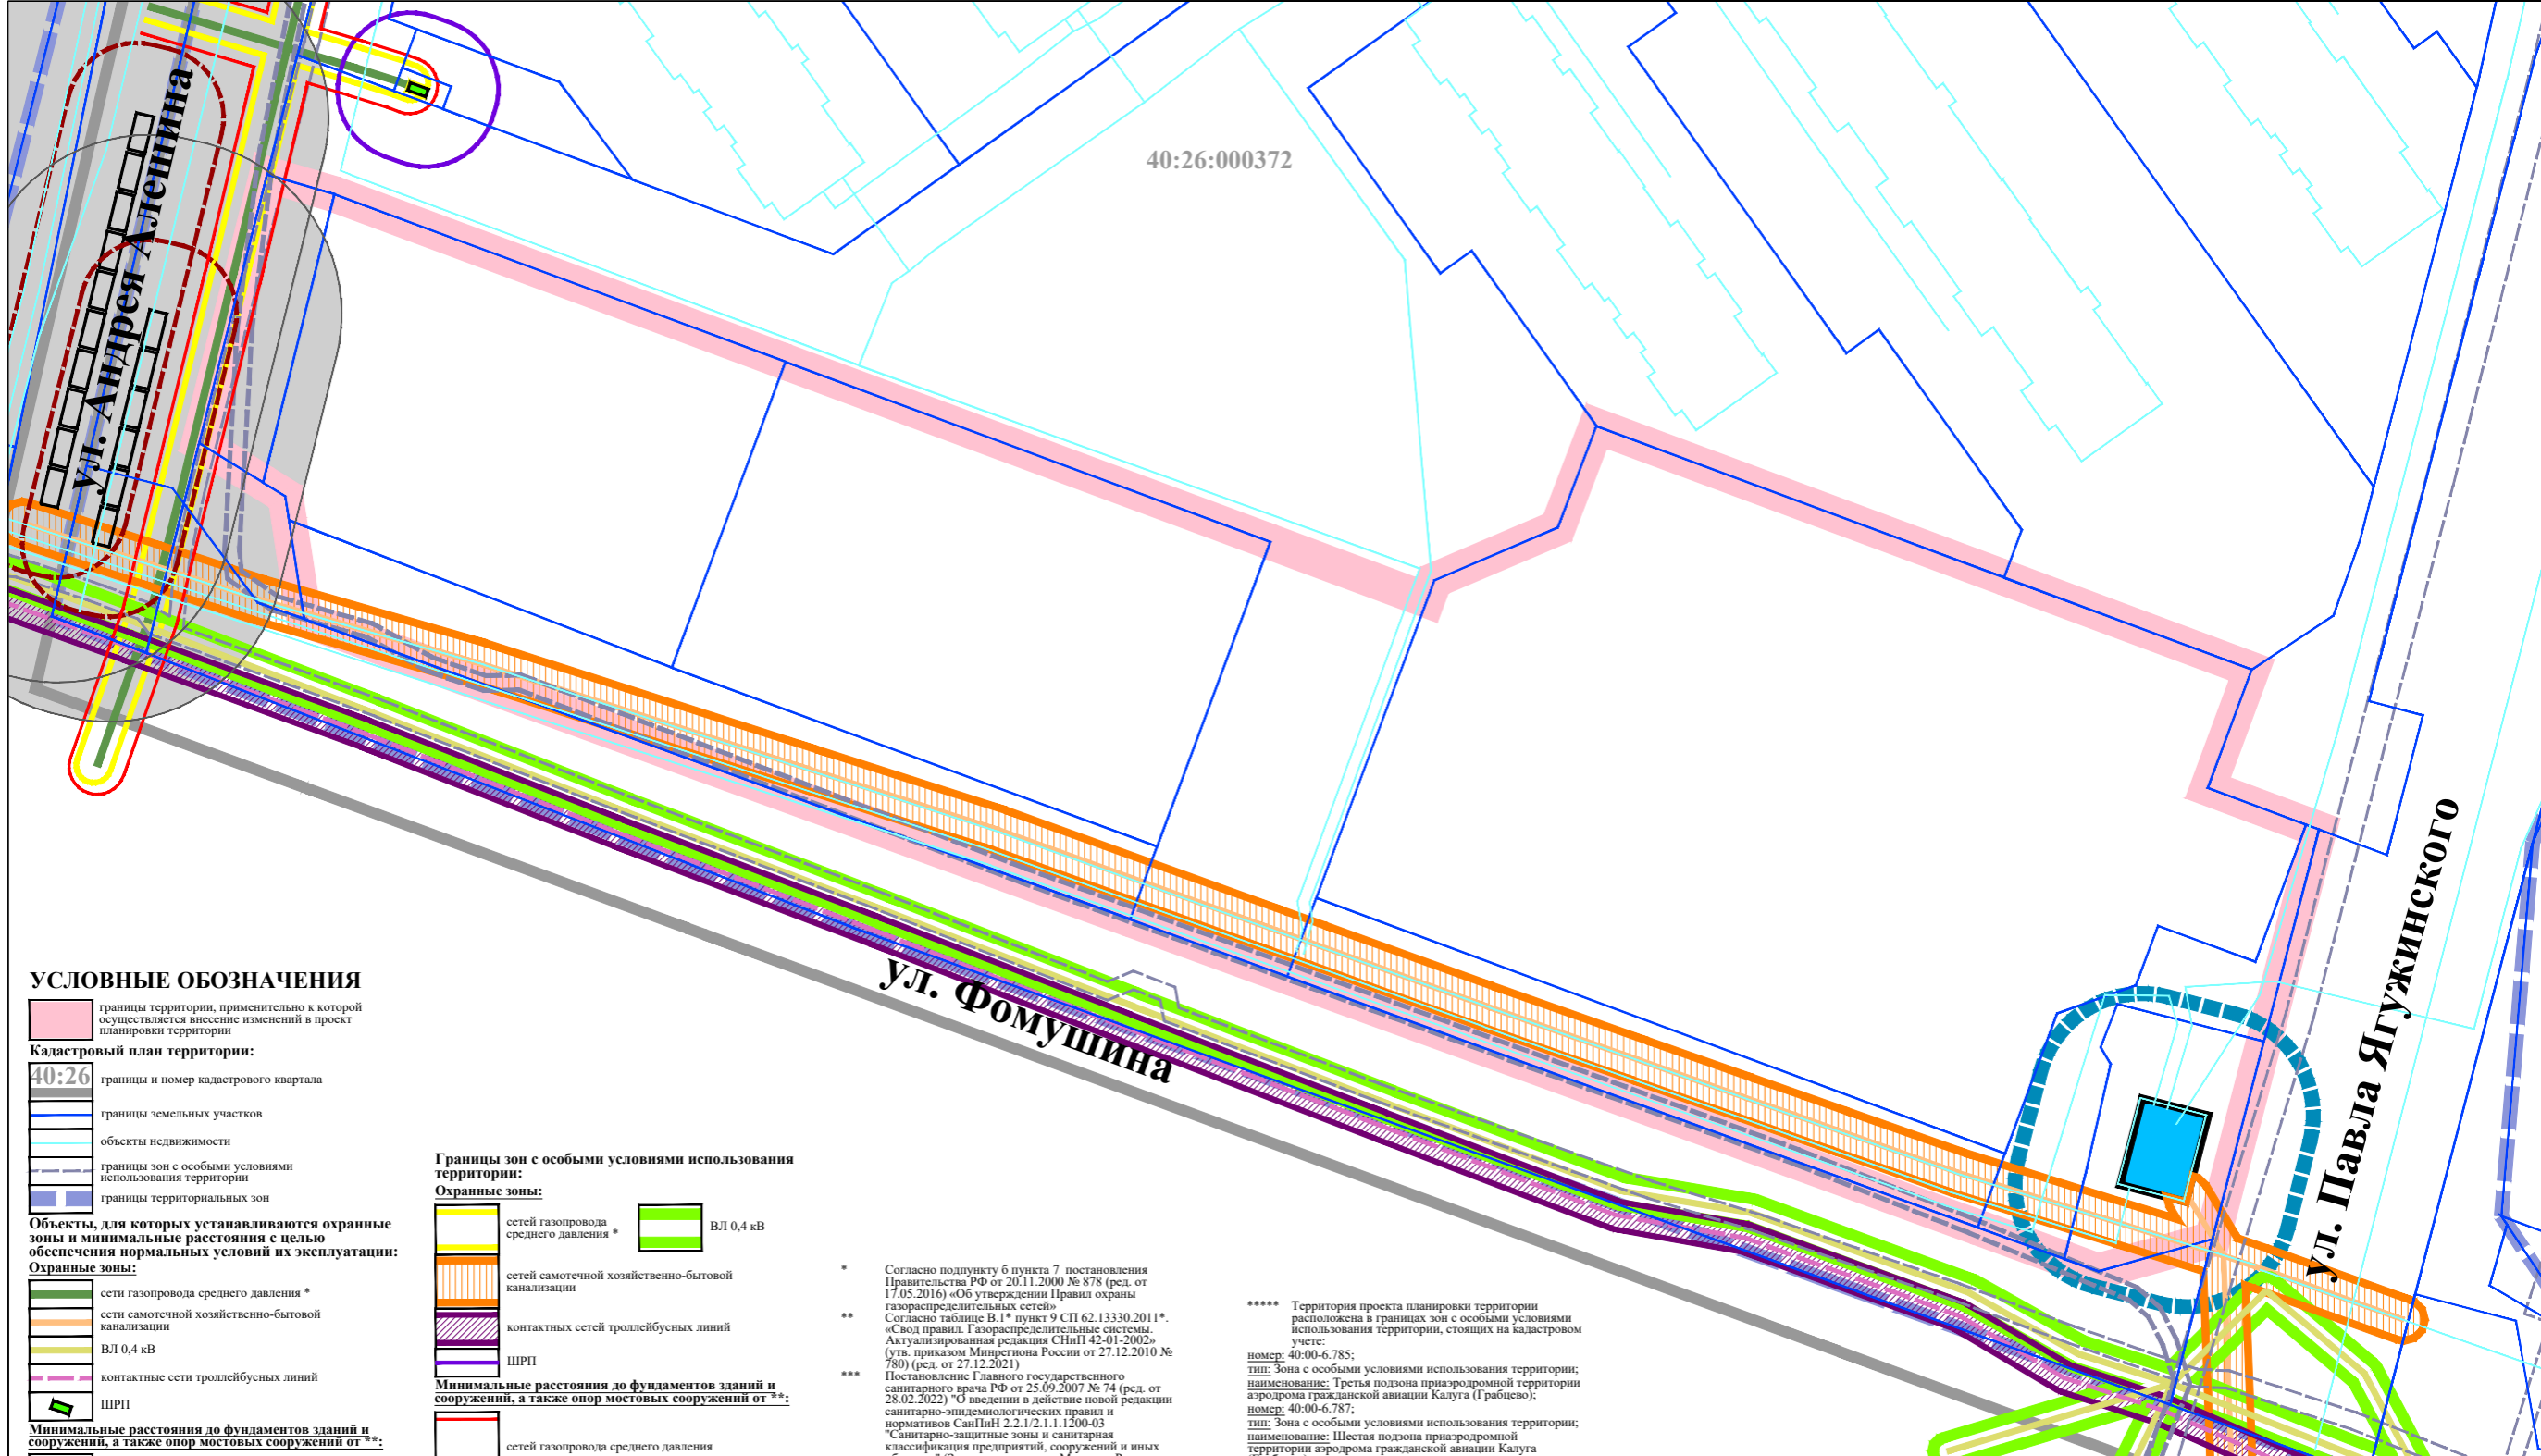 ул. Андрея Аленина
40:26:000372
ул. Фомушина
ул. Павла Ягужинского
УСЛОВНЫЕ ОБОЗНАЧЕНИЯ
границы территории, применительно к которой
осуществляется внесение изменений в проект
планировки территории
Кадастровый план территории:
40:26
границы и номер кадастрового квартала
границы земельных участков
объекты недвижимости
границы зон с особыми условиями
использования территории
границы территориальных зон
Объекты, для которых устанавливаются охранные
зоны и минимальные расстояния с целью
обеспечения нормальных условий их эксплуатации:
Охранные зоны:
сети газопровода среднего давления *
сети самотечной хозяйственно-бытовой
канализации
ВЛ 0,4 кВ
контактные сети троллейбусных линий
ШРП
Минимальные расстояния до фундаментов зданий и
сооружений, а также опор мостовых сооружений от **:
Границы зон с особыми условиями использования
территории:
Охранные зоны:
сетей газопровода
среднего давления *
ВЛ 0,4 кВ
сетей самотечной хозяйственно-бытовой
канализации
контактных сетей троллейбусных линий
ШРП
Минимальные расстояния до фундаментов зданий и
сооружений, а также опор мостовых сооружений от **:
сетей газопровода среднего давления
* Согласно подпункту б пункта 7 постановления
Правительства РФ от 20.11.2000 № 878 (ред. от
17.05.2016) «Об утверждении Правил охраны
газораспределительных сетей»
** Согласно таблице В.1* пункт 9 СП 62.13330.2011*.
«Свод правил. Газораспределительные системы.
Актуализированная редакция СНиП 42-01-2002»
(утв. приказом Минрегиона России от 27.12.2010 №
780) (ред. от 27.12.2021)
*** Постановление Главного государственного
санитарного врача РФ от 25.09.2007 № 74 (ред. от
28.02.2022) "О введении в действие новой редакции
санитарно-эпидемиологических правил и
нормативов СанПиН 2.2.1/2.1.1.1200-03
"Санитарно-защитные зоны и санитарная
классификация предприятий, сооружений и иных
***** Территория проекта планировки территории
расположена в границах зон с особыми условиями
использования территории, стоящих на кадастровом
учете:
номер: 40:00-6.785;
тип: Зона с особыми условиями использования территории;
наименование: Третья подзона приаэродромной территории
аэродрома гражданской авиации Калуга (Грабцево);
номер: 40:00-6.787;
тип: Зона с особыми условиями использования территории;
наименование: Шестая подзона приаэродромной
территории аэродрома гражданской авиации Калуга